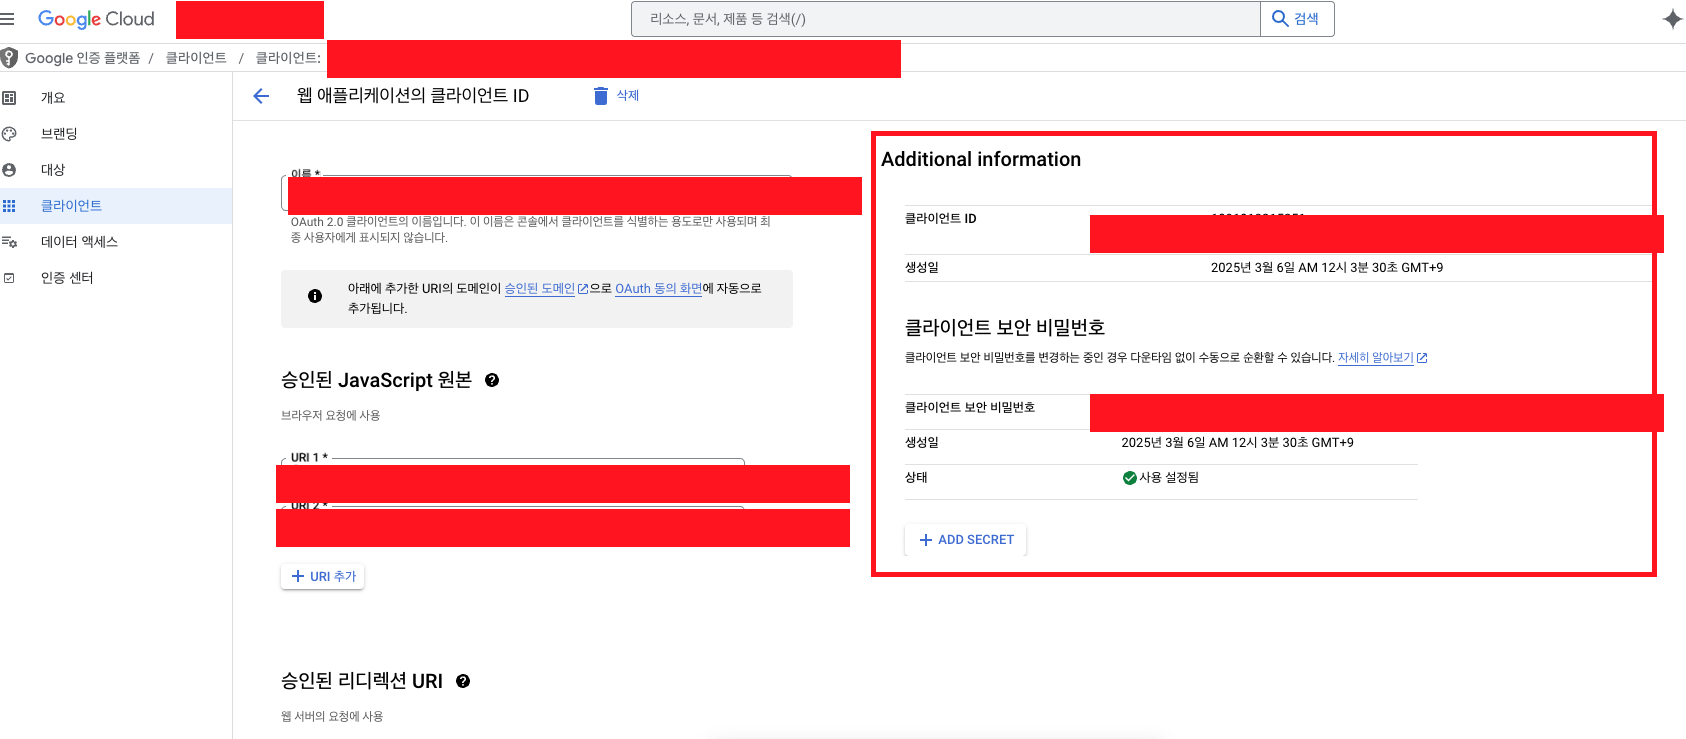 Google Cloud
리소스, 문서, 제품 등 검색(/)
검색
Google 인증 플랫폼 / 클라이언트 / 클라이언트:
개요
브랜딩
대상
클라이언트
데이터 액세스
인증 센터
웹 애플리케이션의 클라이언트 ID
삭제
이름 *
OAuth 2.0 클라이언트의 이름입니다. 이 이름은 콘솔에서 클라이언트를 식별하는 용도로만 사용되며 최
종 사용자에게 표시되지 않습니다.
아래에 추가한 URI의 도메인이 승인된 도메인으로 OAuth 동의 화면에 자동으로
추가됩니다.
승인된 JavaScript 원본
브라우저 요청에 사용
URI 1 *
URI 2 *
URI 추가
승인된 리디렉션 URI
웹 서버의 요청에 사용
Additional information
클라이언트 ID
생성일 2025년 3월 6일 AM 12시 3분 30초 GMT+9
클라이언트 보안 비밀번호
클라이언트 보안 비밀번호를 변경하는 중인 경우 다운타임 없이 수동으로 순환할 수 있습니다. 자세히 알아보기
클라이언트 보안 비밀번호
생성일 2025년 3월 6일 AM 12시 3분 30초 GMT+9
상태 사용 설정됨
ADD SECRET